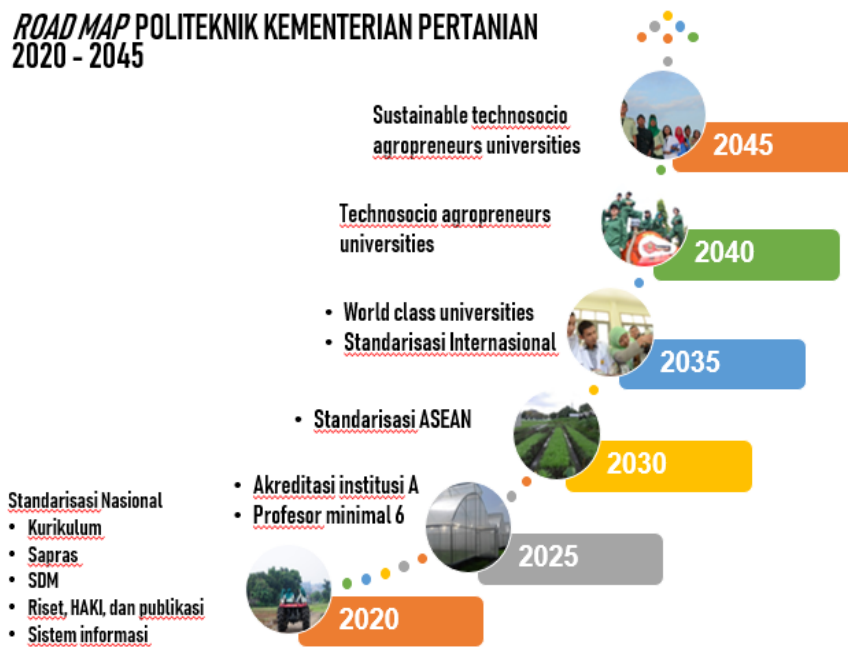 ROAD MAP POLITEKNIK KEMENTERIAN PERTANIAN
2020 - 2045
Sustainable technosocio
agropreneurs universities
2045
Technosocio agropreneurs
universities
2040
• World class universities
• Standarisasi Internasional
2035
• Standarisasi ASEAN
2030
• Akreditasi institusi A
• Profesor minimal 6
2025
Standarisasi Nasional
• Kurikulum
• Sapras
• SDM
• Riset, HAKI, dan publikasi
• Sistem informasi
2020